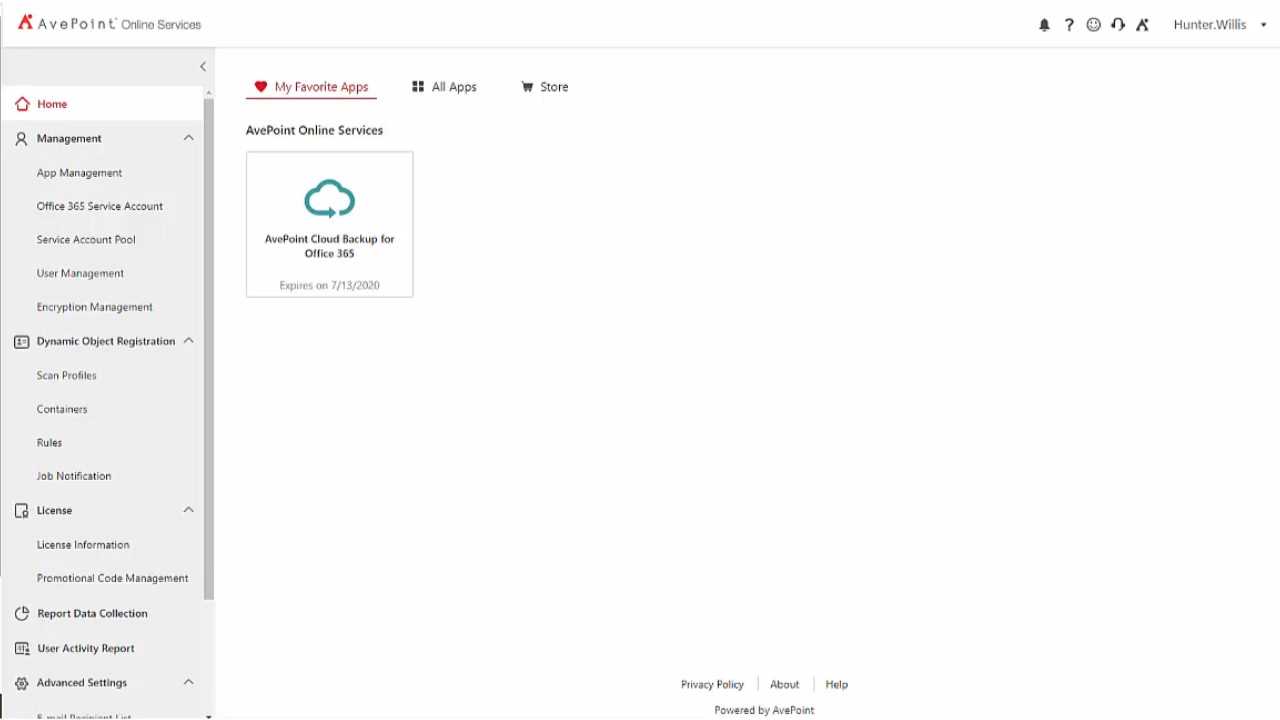 AvePoint Online Services
Hunter.Willis
My Favorite Apps
All Apps
Store
Home
Management
App Management
Office 365 Service Account
Service Account Pool
User Management
Encryption Management
Dynamic Object Registration
Scan Profiles
Containers
Rules
Job Notification
License
License Information
Promotional Code Management
Report Data Collection
User Activity Report
Advanced Settings
E-mail Recipient List
AvePoint Online Services
AvePoint Cloud Backup for
Office 365
Expires on 7/13/2020
Privacy Policy
About
Help
Powered by AvePoint